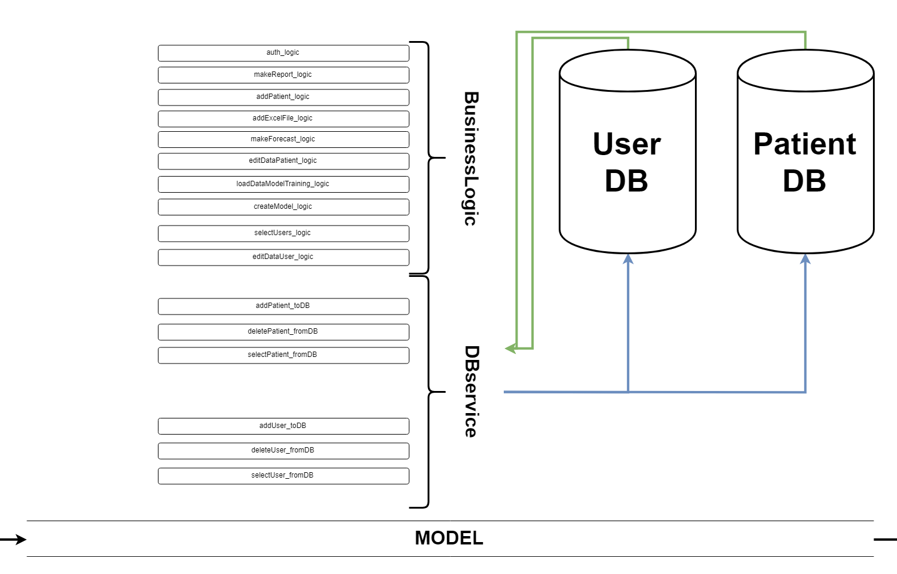 auth_logic
makeReport_logic
addPatient_logic
addExcelFile_logic
makeForecast_logic
editDataPatient_logic
loadDataModelTraining_logic
createModel_logic
selectUsers_logic
editDataUser_logic
BusinessLogic
addPatient_toDB
deletePatient_fromDB
selectPatient_fromDB
addUser_toDB
deleteUser_fromDB
selectUser_fromDB
DBservice
User
DB
Patient
DB
MODEL